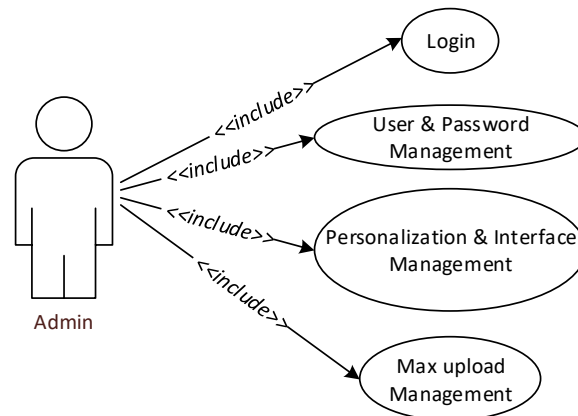 Login
<<include>>
User & Password
Management
<<include>>
<<include>>
Personalization & Interface
Management
<<include>>
Admin
Max upload
Management